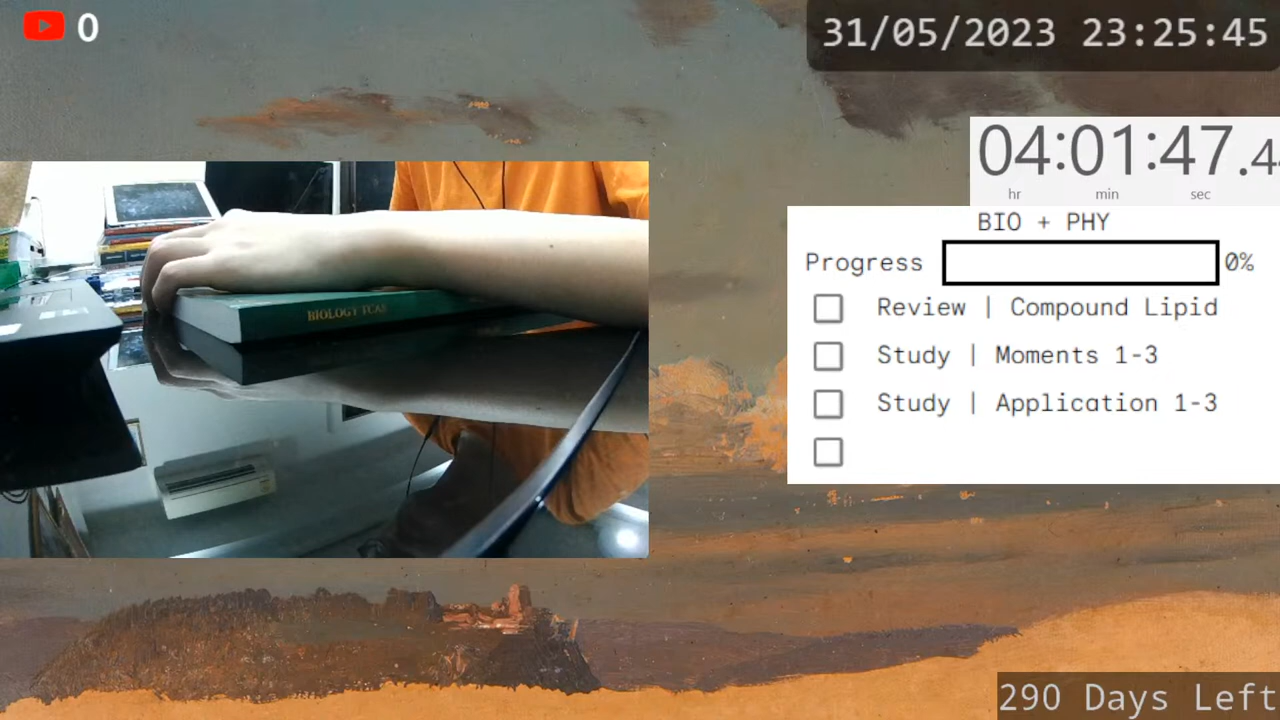 0
31/05/2023 23:25:45
04:01:47.4
hr min sec
BIO + PHY
Progress 0%
Review | Compound Lipid
Study | Moments 1-3
Study | Application 1-3
BIOLOGY TCAS
290 Days Left